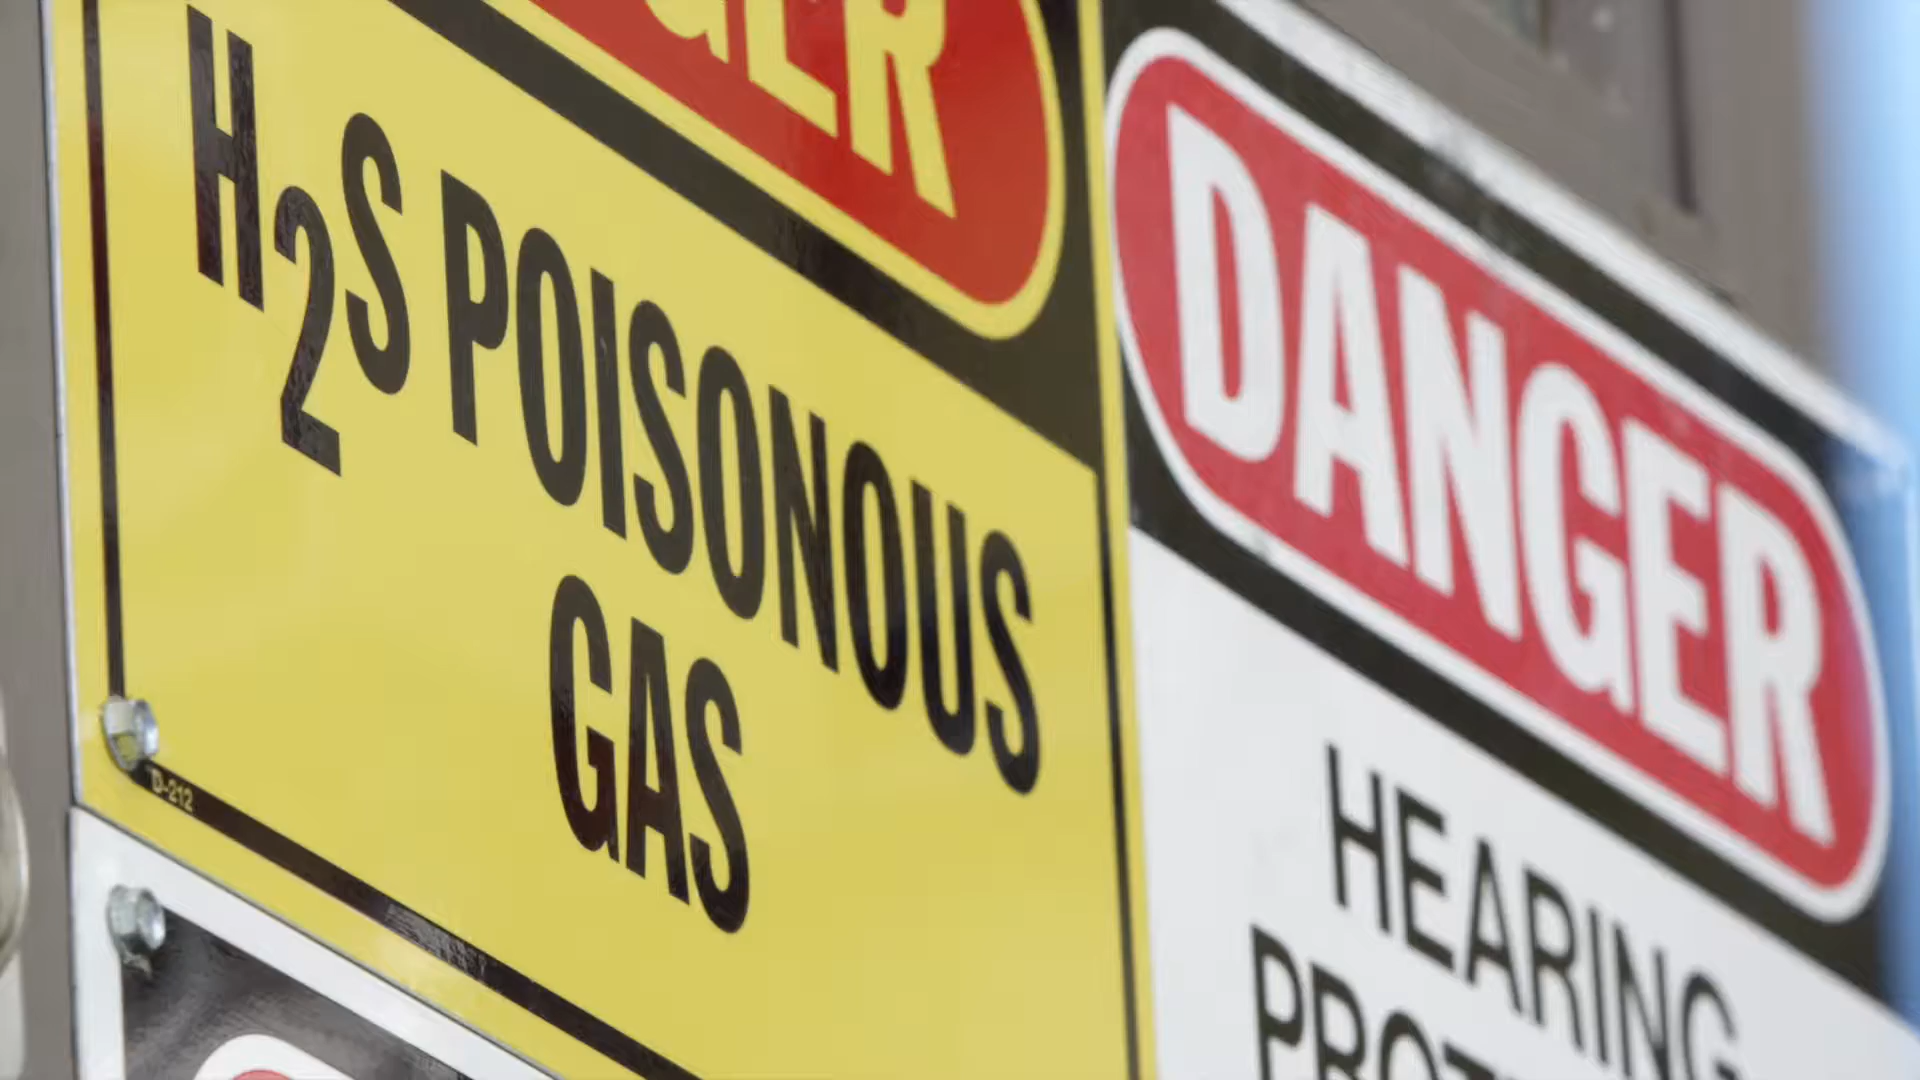 GER
H2S POISONOUS
GAS
D-212
DANGER
HEARING
PROT